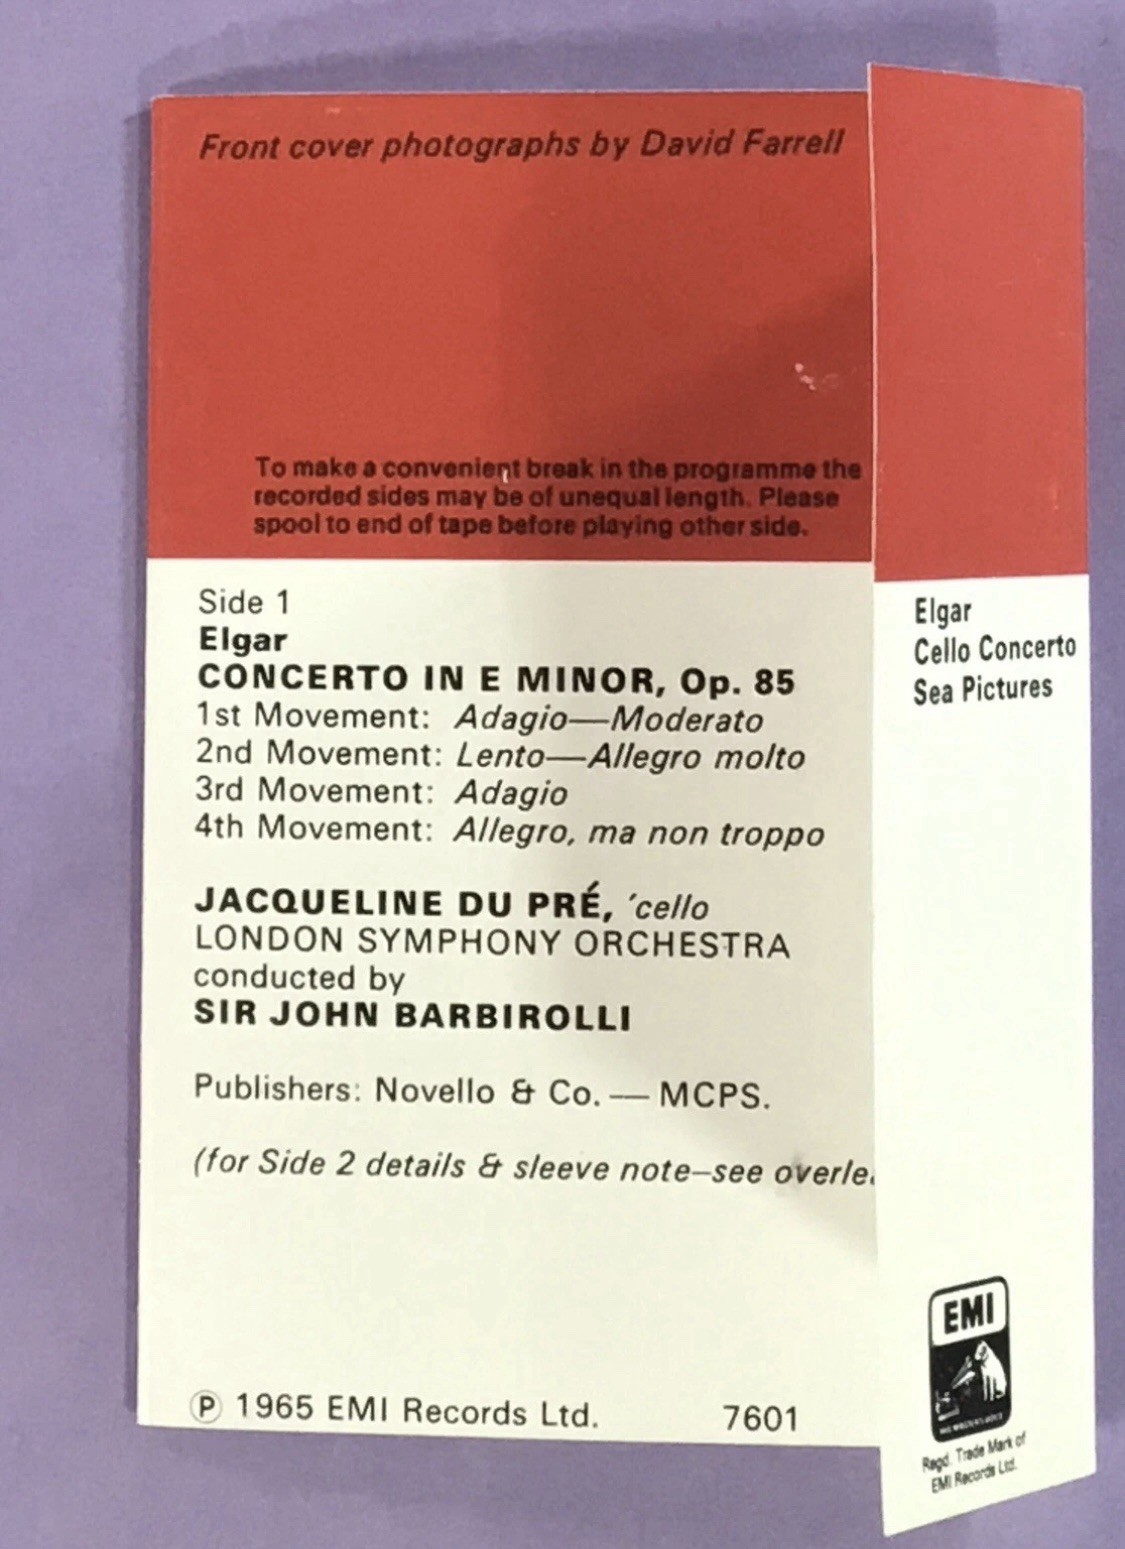 Front cover photographs by David Farrell
To make a convenient break in the programme the
recorded sides may be of unequal length. Please
spool to end of tape before playing other side.
Side 1
Elgar
CONCERTO IN E MINOR, Op. 85
1st Movement: Adagio—Moderato
2nd Movement: Lento—Allegro molto
3rd Movement: Adagio
4th Movement: Allegro, ma non troppo
JACQUELINE DU PRÉ, 'cello
LONDON SYMPHONY ORCHESTRA
conducted by
SIR JOHN BARBIROLLI
Publishers: Novello & Co. — MCPS.
(for Side 2 details & sleeve note–see overle
℗ 1965 EMI Records Ltd. 7601
Elgar
Cello Concerto
Sea Pictures
EMI
HIS MASTER'S VOICE
Regd. Trade Mark of
EMI Records Ltd.